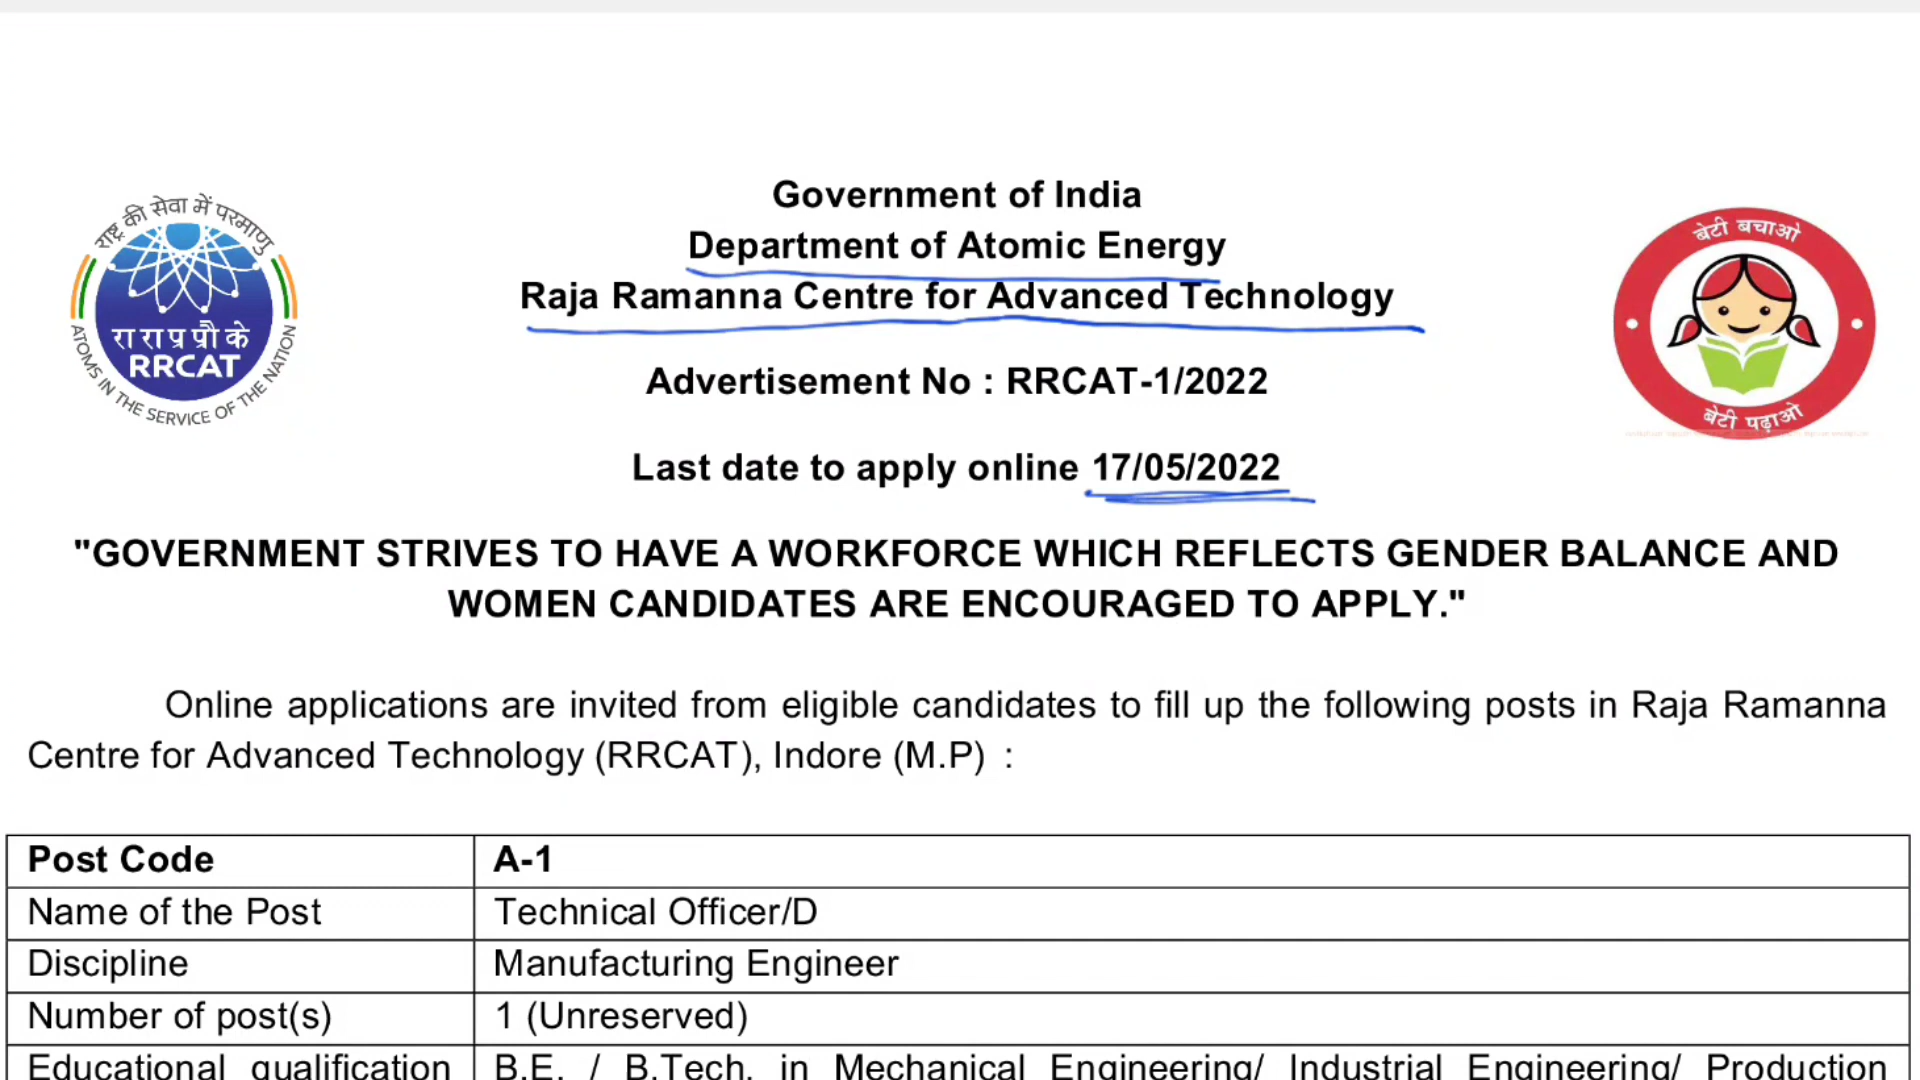 Government of India
Department of Atomic Energy
Raja Ramanna Centre for Advanced Technology
राष्ट्र की सेवा में परमाणु
रा रा प्र प्रौ के
RRCAT
ATOMS IN THE SERVICE OF THE NATION
बेटी बचाओ
बेटी पढ़ाओ
Advertisement No : RRCAT-1/2022
Last date to apply online 17/05/2022
"GOVERNMENT STRIVES TO HAVE A WORKFORCE WHICH REFLECTS GENDER BALANCE AND
WOMEN CANDIDATES ARE ENCOURAGED TO APPLY."
Online applications are invited from eligible candidates to fill up the following posts in Raja Ramanna
Centre for Advanced Technology (RRCAT), Indore (M.P) :
Post Code A-1
Name of the Post Technical Officer/D
Discipline Manufacturing Engineer
Number of post(s) 1 (Unreserved)
Educational qualification B.E. / B.Tech. in Mechanical Engineering/ Industrial Engineering/ Production